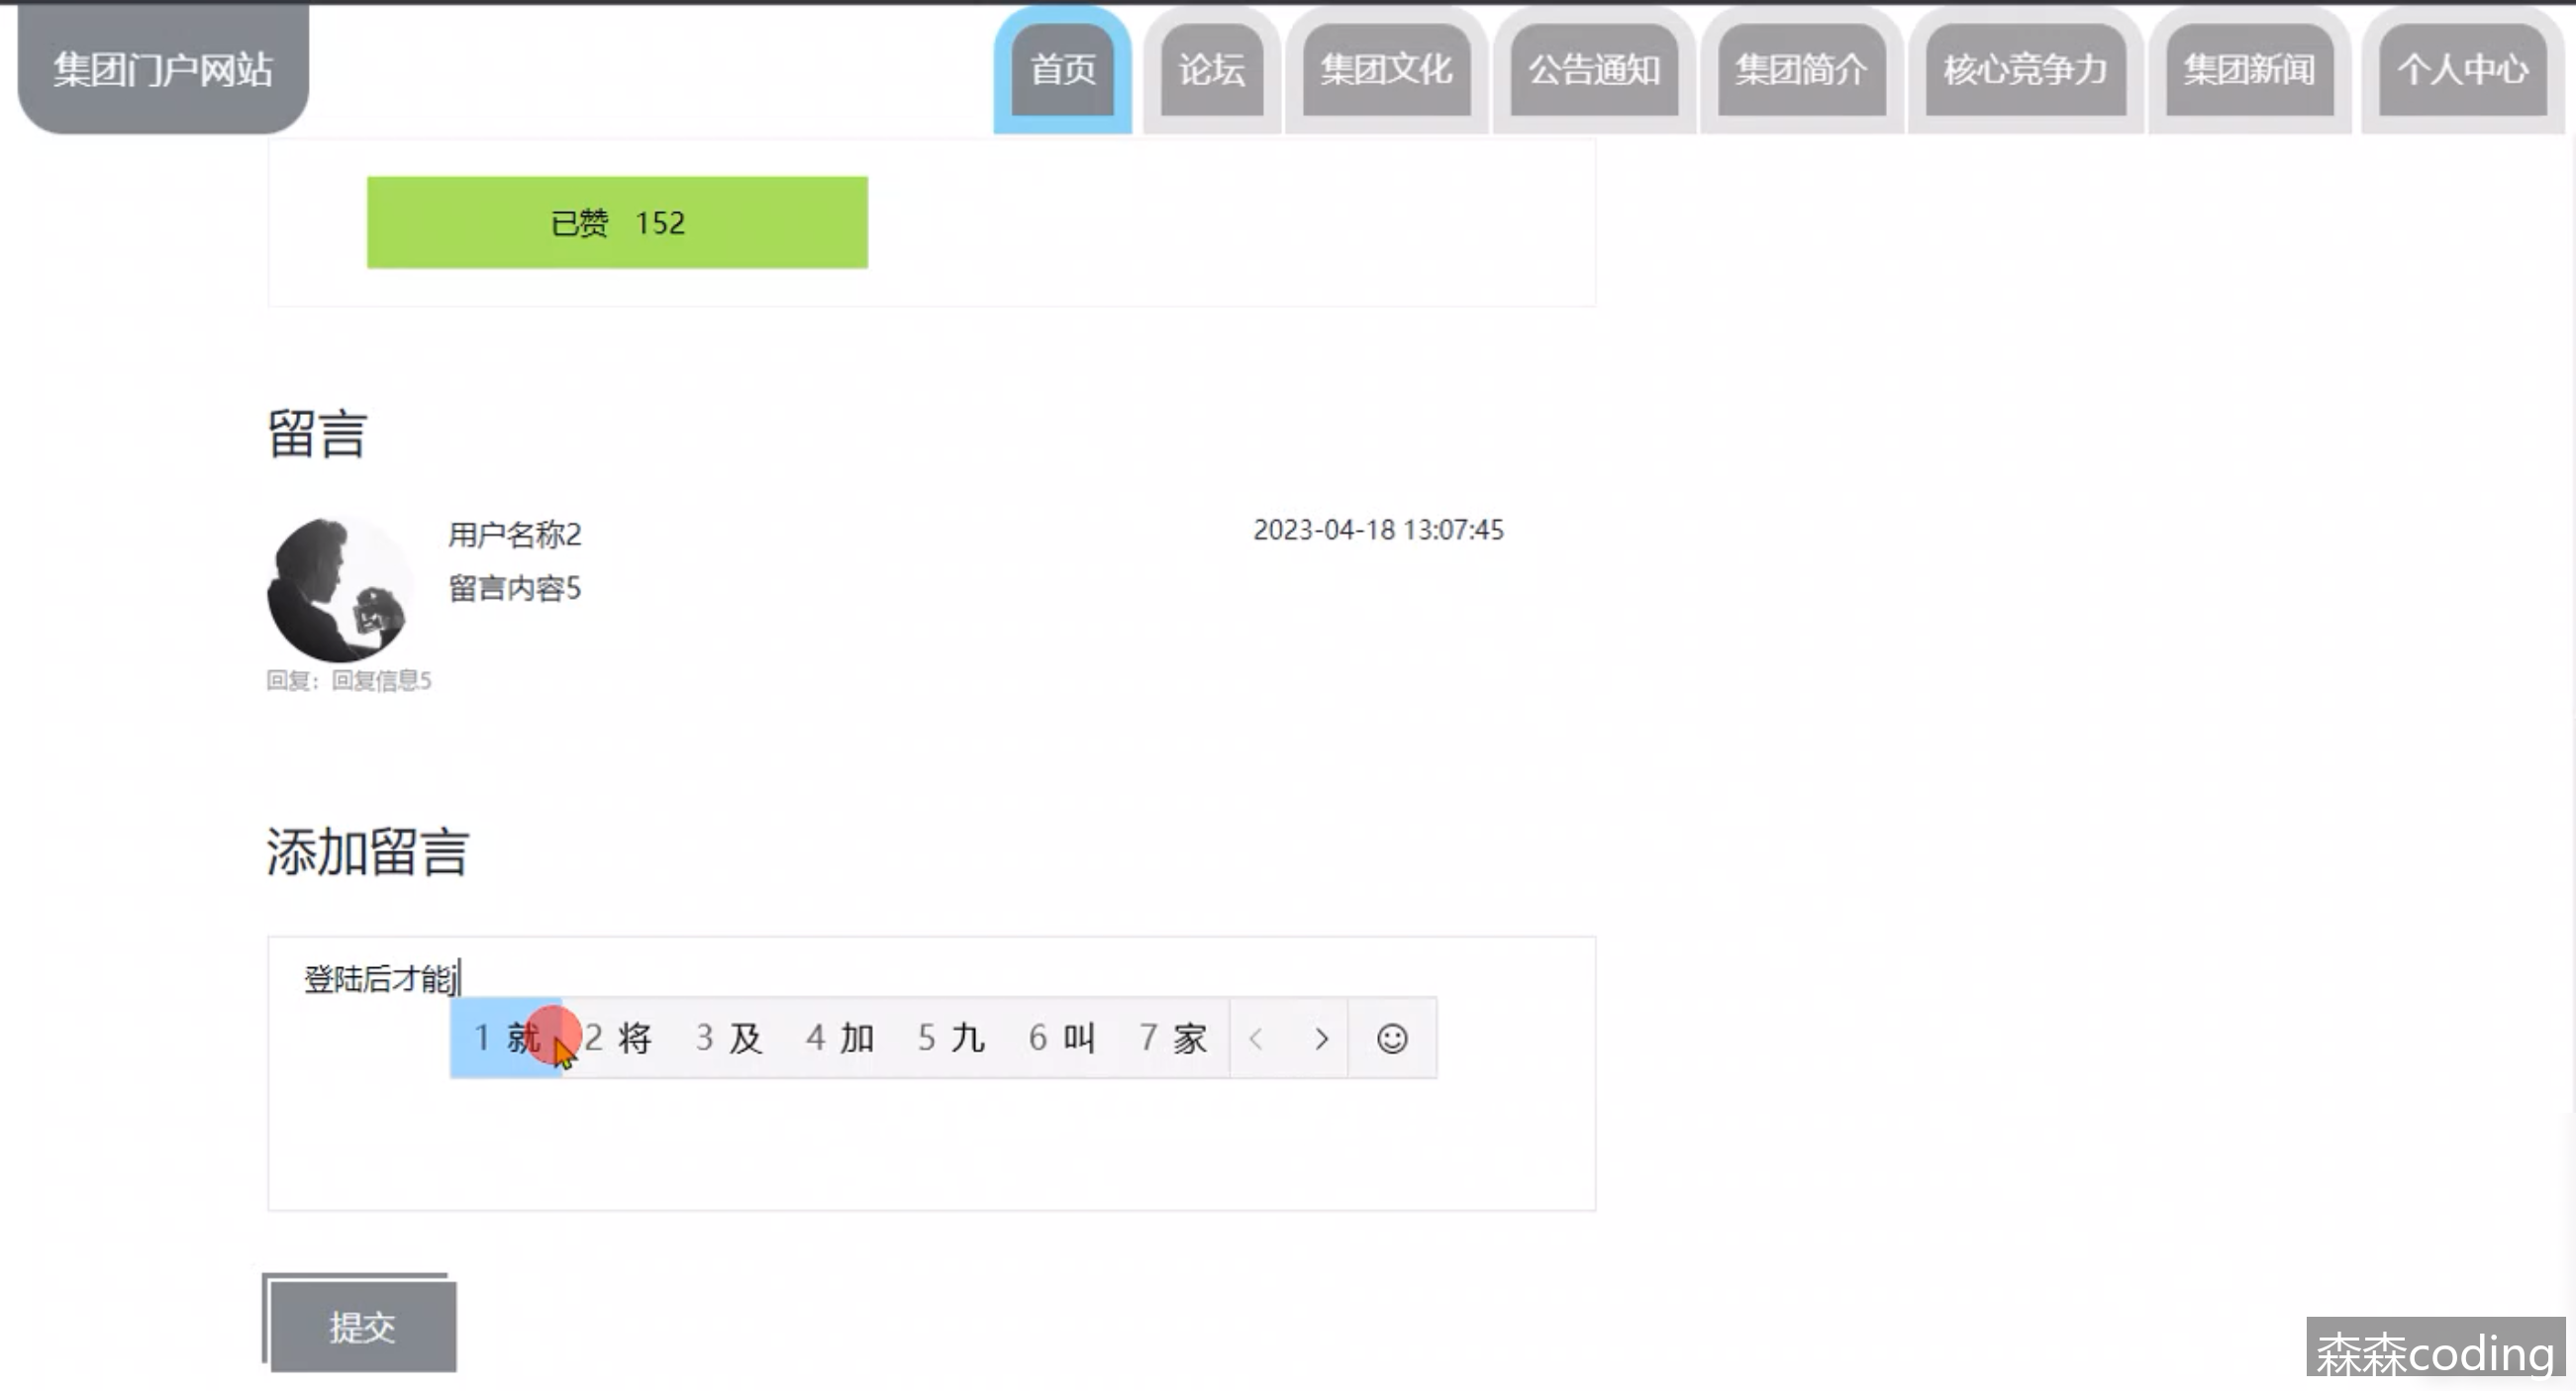 集团门户网站
首页 论坛 集团文化 公告通知 集团简介 核心竞争力 集团新闻 个人中心
已赞 152
留言
用户名称2
2023-04-18 13:07:45
留言内容5
回复：回复信息5
添加留言
登陆后才能j
1 就 2 将 3 及 4 加 5 九 6 叫 7 家
提交
森森coding